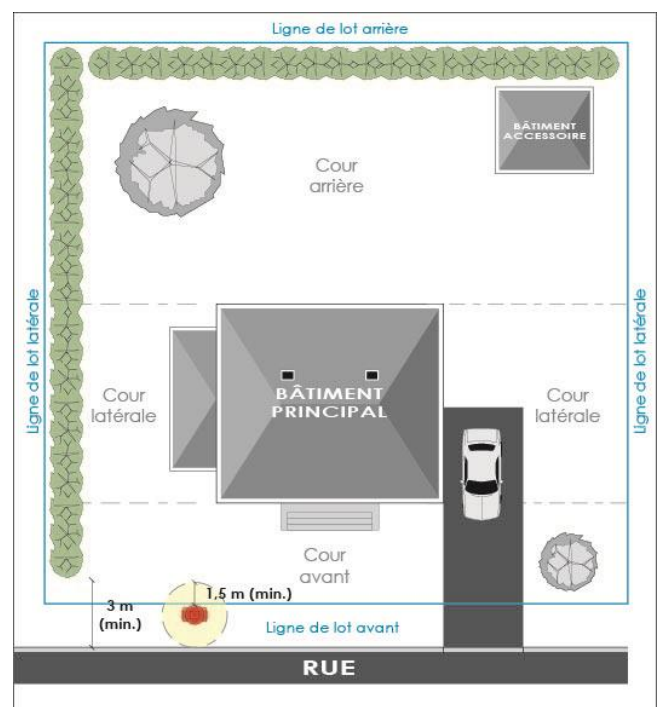 Ligne de lot arrière
BÂTIMENT
ACCESSOIRE
Cour
arrière
Ligne de lot latérale
Ligne de lot latérale
Cour
latérale
BÂTIMENT
PRINCIPAL
Cour
latérale
Cour
avant
3 m
(min.)
1,5 m (min.)
Ligne de lot avant
RUE